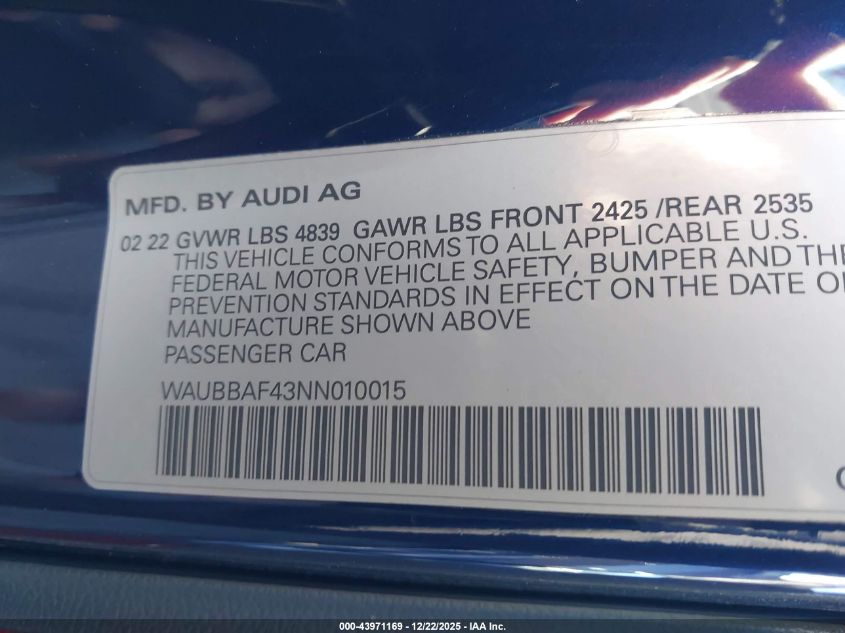 MFD. BY AUDI AG
02 22 GVWR LBS 4839 GAWR LBS FRONT 2425 /REAR 2535
THIS VEHICLE CONFORMS TO ALL APPLICABLE U.S.
FEDERAL MOTOR VEHICLE SAFETY, BUMPER AND THE
PREVENTION STANDARDS IN EFFECT ON THE DATE O
MANUFACTURE SHOWN ABOVE
PASSENGER CAR
WAUBBAF43NN010015
000-43971169 - 12/22/2025 - IAA Inc.